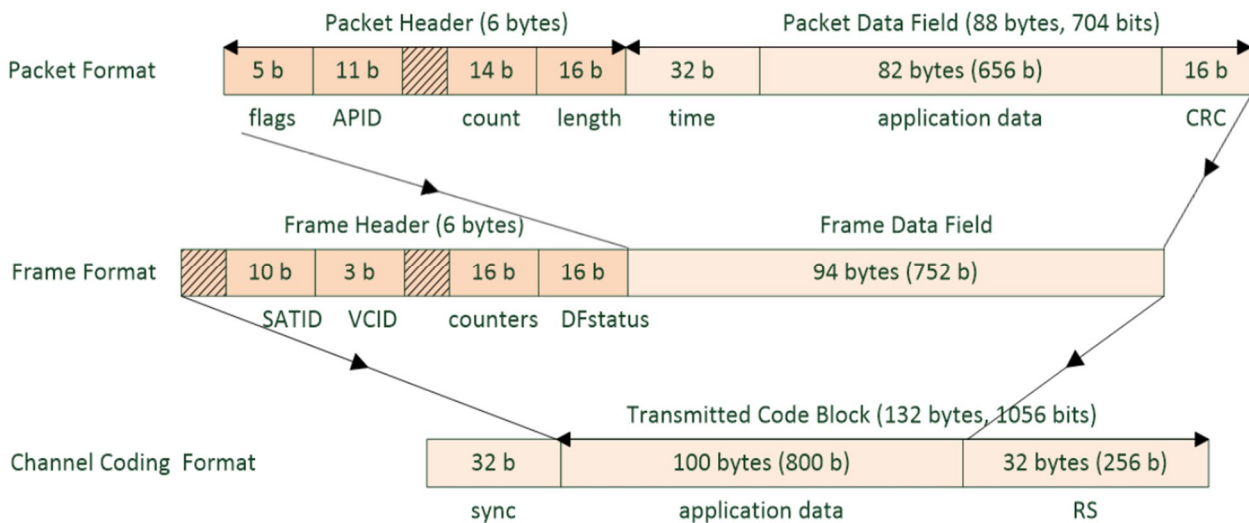 Packet Header (6 bytes) Packet Data Field (88 bytes, 704 bits)
Packet Format 5 b 11 b 14 b 16 b 32 b 82 bytes (656 b) 16 b
flags APID count length time application data CRC
Frame Header (6 bytes) Frame Data Field
Frame Format 10 b 3 b 16 b 16 b 94 bytes (752 b)
SATID VCID counters DFstatus
Transmitted Code Block (132 bytes, 1056 bits)
Channel Coding Format 32 b 100 bytes (800 b) 32 bytes (256 b)
sync application data RS